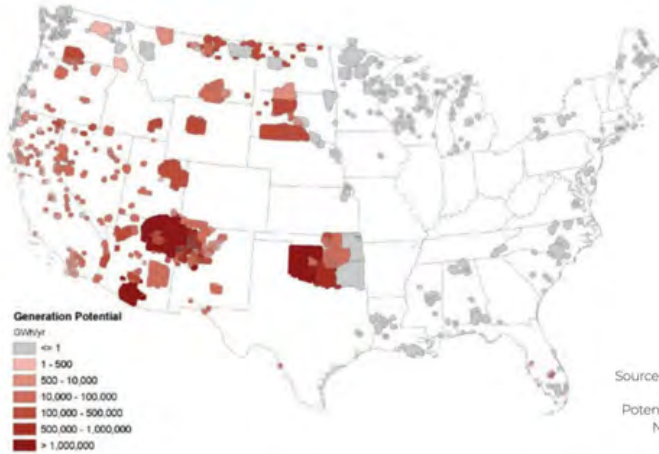 Generation Potential
GWh/yr
<= 1
1 - 500
500 - 10,000
10,000 - 100,000
100,000 - 500,000
500,000 - 1,000,000
> 1,000,000
Source
Poten
N